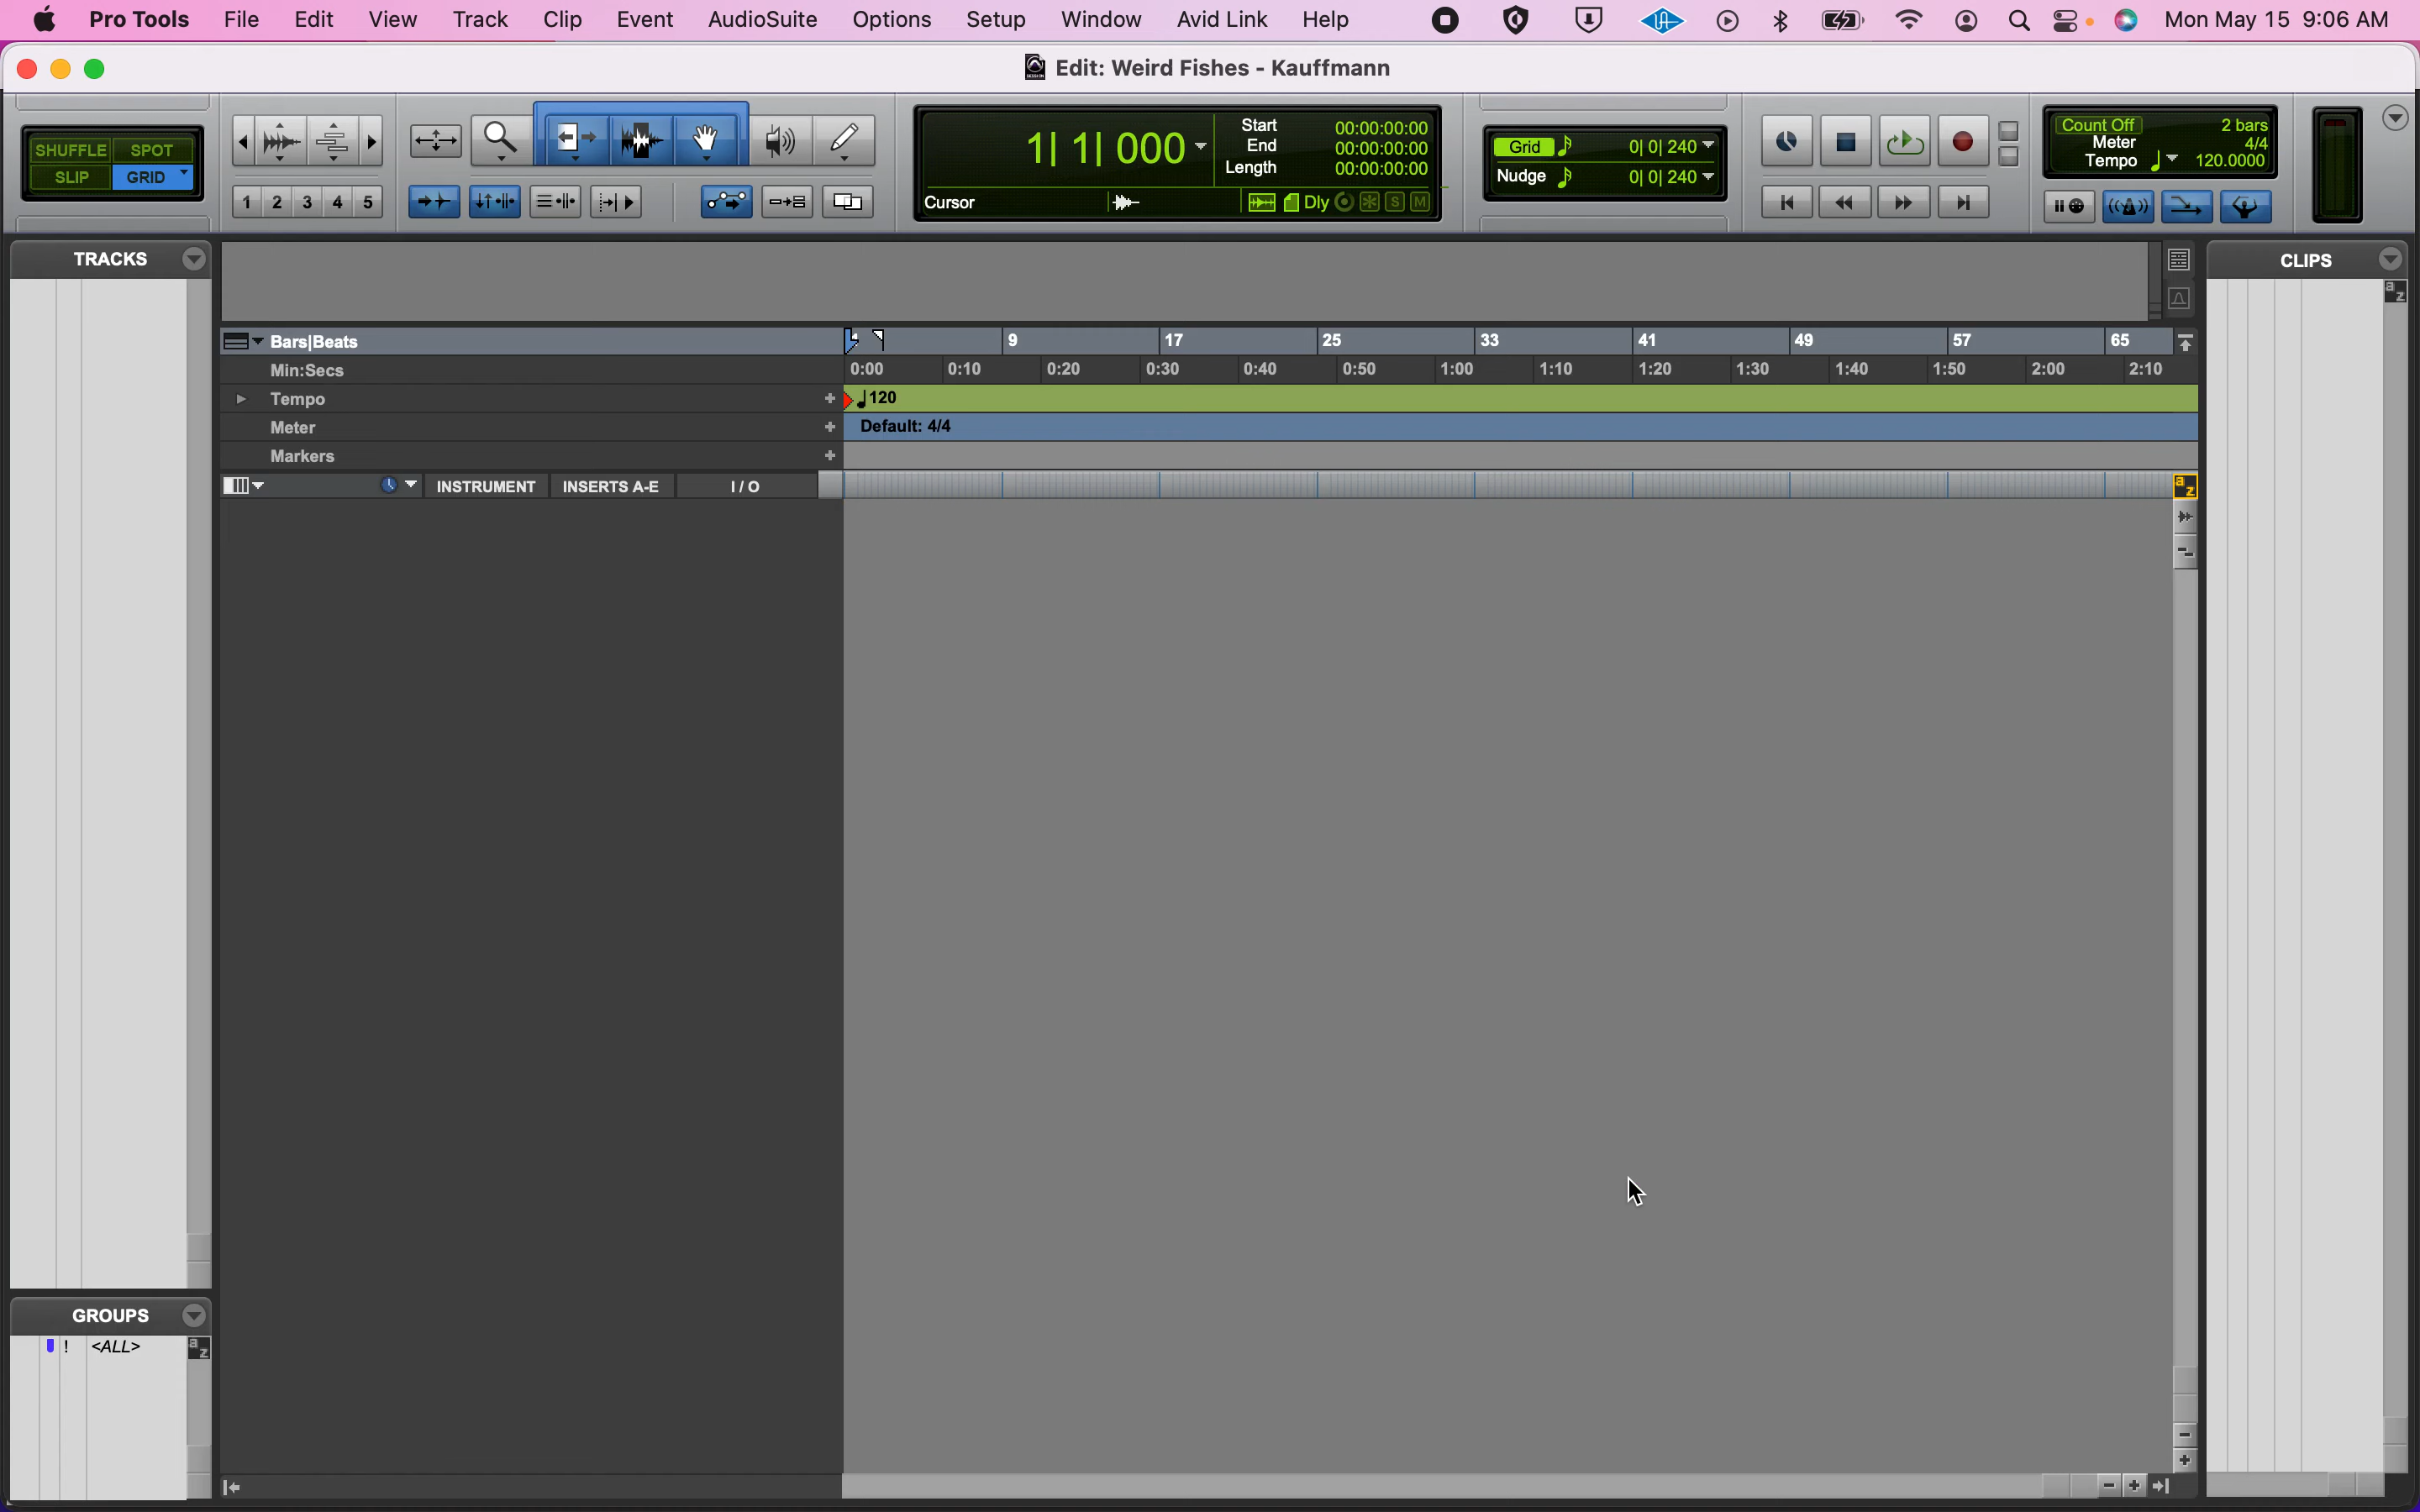 Pro Tools File Edit View Track Clip Event AudioSuite Options Setup Window Avid Link Help Mon May 15 9:06 AM
Edit: Weird Fishes - Kauffmann
SHUFFLE SPOT
SLIP GRID
1 2 3 4 5
1| 1| 000
Start 00:00:00:00
End 00:00:00:00
Length 00:00:00:00
Cursor Dly S M
Grid 0| 0| 240
Nudge 0| 0| 240
Count Off 2 bars
Meter 4/4
Tempo 120.0000
TRACKS
CLIPS
a z
Bars|Beats 9 17 25 33 41 49 57 65
Min:Secs 0:00 0:10 0:20 0:30 0:40 0:50 1:00 1:10 1:20 1:30 1:40 1:50 2:00 2:10
Tempo + 120
Meter + Default: 4/4
Markers +
INSTRUMENT INSERTS A-E I / O a z
GROUPS
! <ALL> a z